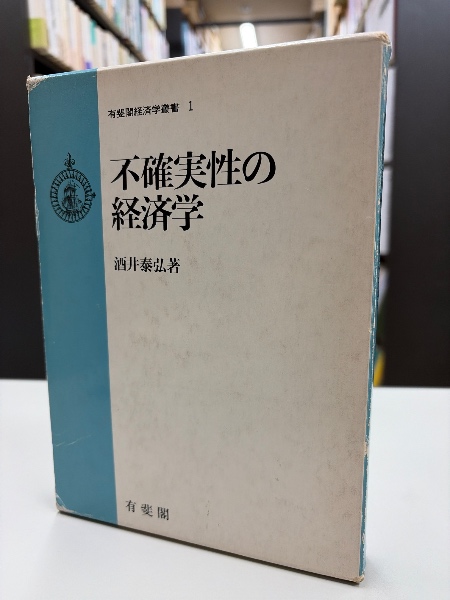 有斐閣経済学叢書 1
不確実性の
経済学
酒井泰弘著
有斐閣